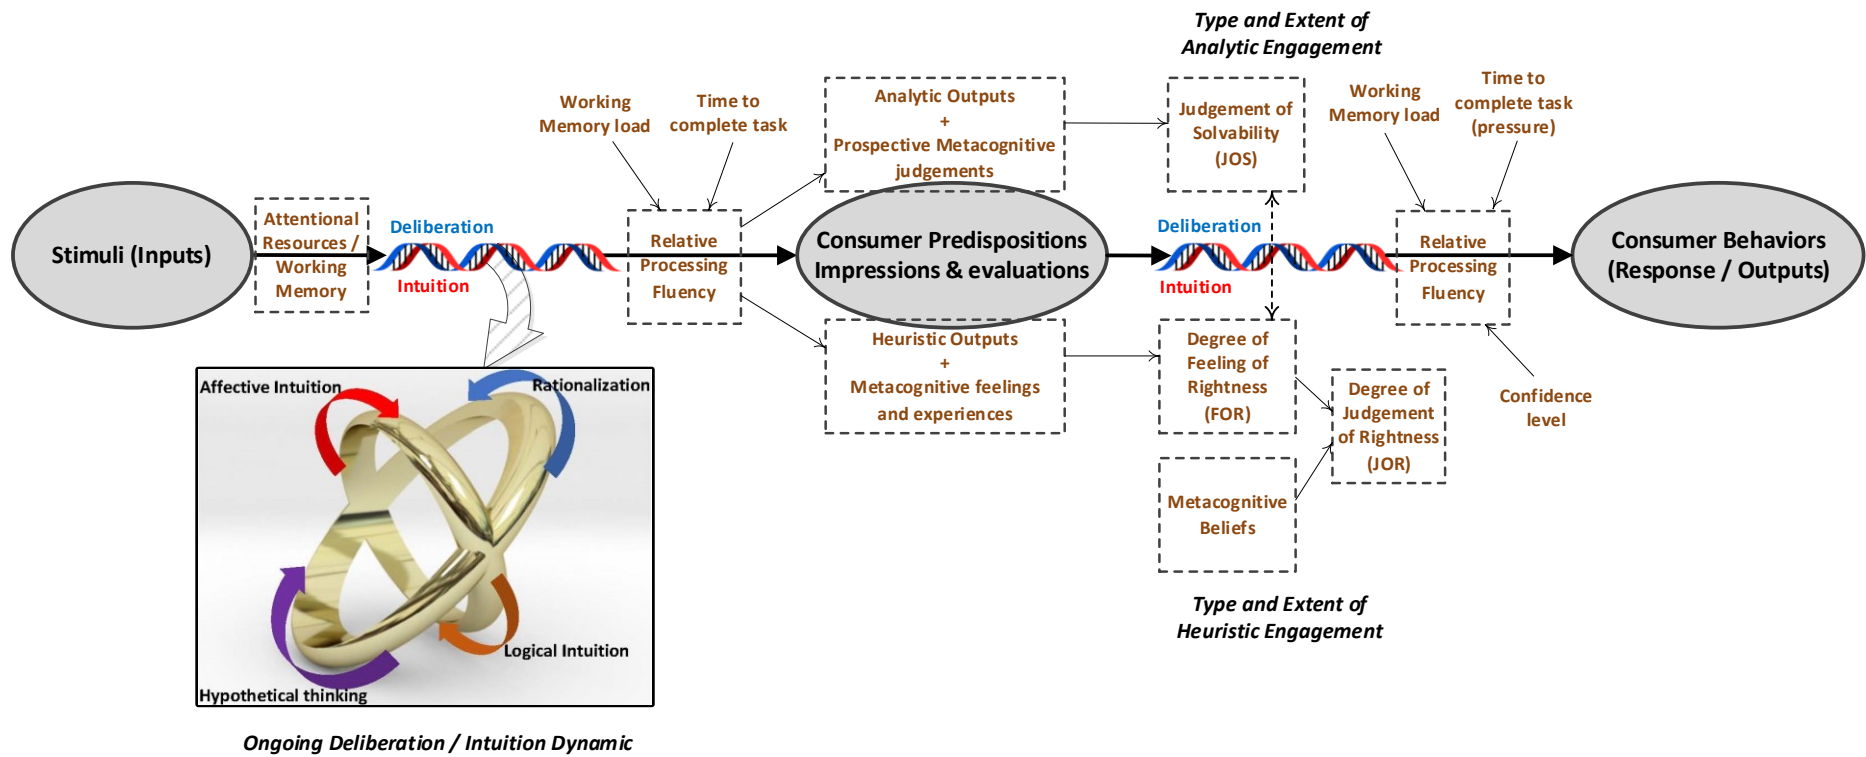 Type and Extent of
Analytic Engagement
Working
Memory load
Time to
complete task
Analytic Outputs
+
Prospective Metacognitive
judgements
Judgement of
Solvability
(JOS)
Working
Memory load
Time to
complete task
(pressure)
Stimuli (Inputs)
Attentional
Resources /
Working
Memory
Deliberation
Intuition
Relative
Processing
Fluency
Consumer Predispositions
Impressions & evaluations
Deliberation
Intuition
Relative
Processing
Fluency
Consumer Behaviors
(Response / Outputs)
Heuristic Outputs
+
Metacognitive feelings
and experiences
Degree of
Feeling of
Rightness
(FOR)
Degree of
Judgement
of Rightness
(JOR)
Confidence
level
Metacognitive
Beliefs
Type and Extent of
Heuristic Engagement
Affective Intuition
Rationalization
Logical Intuition
Hypothetical thinking
Ongoing Deliberation / Intuition Dynamic